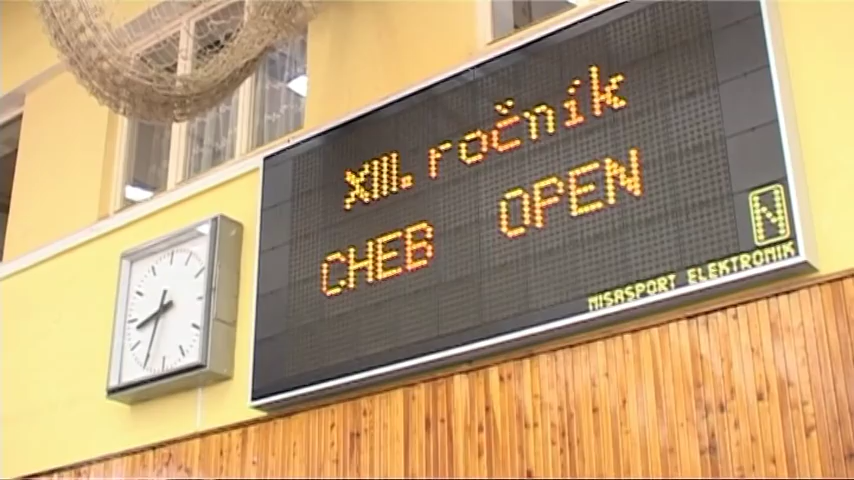 XIII. ročník
CHEB OPEN
N
MISASPORT ELEKTRONIK